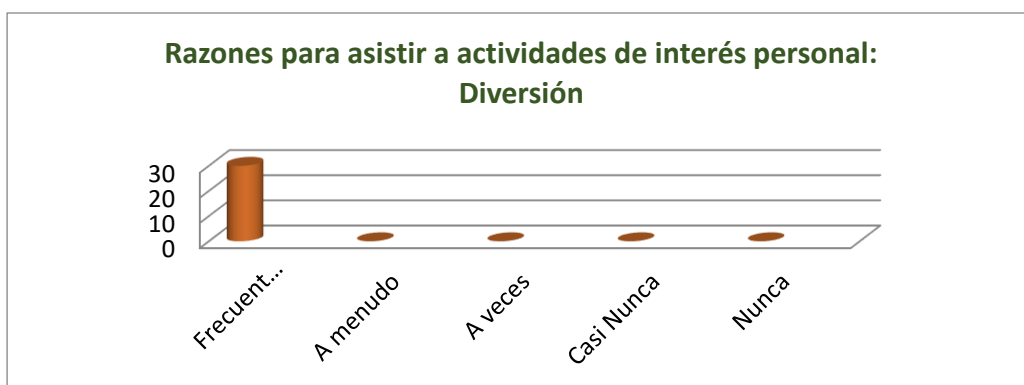 Razones para asistir a actividades de interés personal:
Diversión
30
20
10
0
Frecuent...
A menudo
A veces
Casi Nunca
Nunca